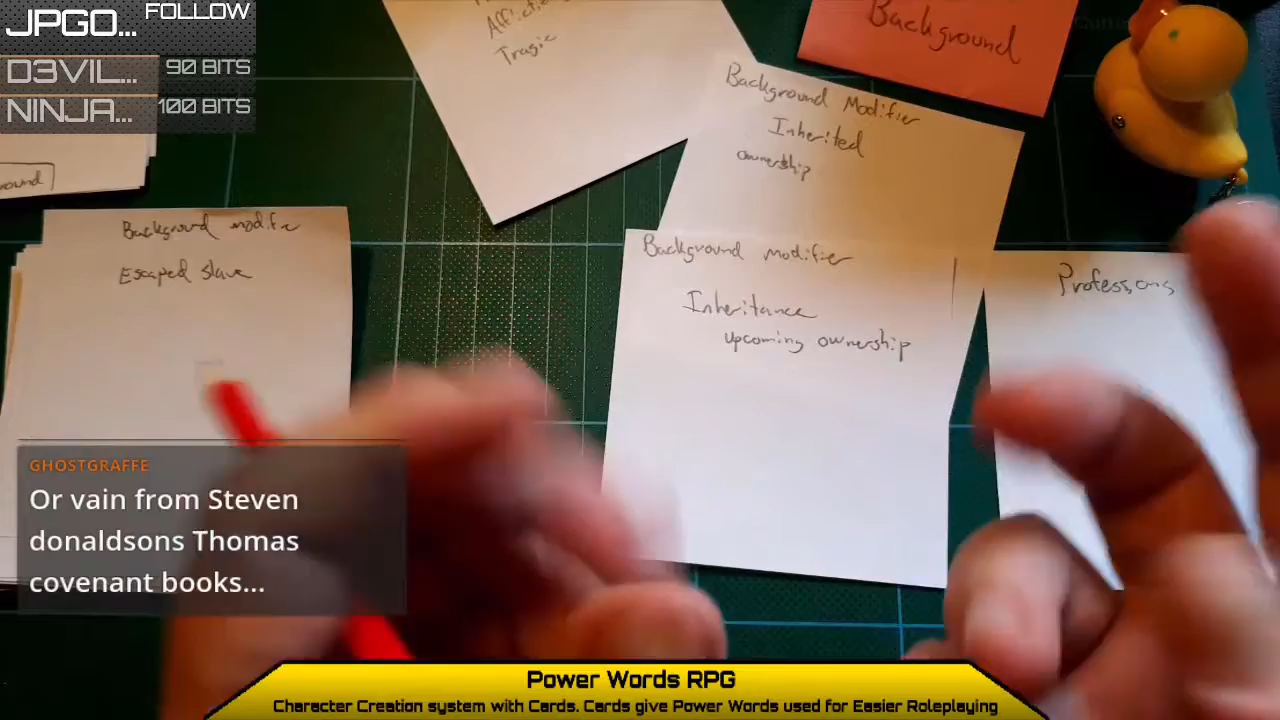 JPGO... FOLLOW
D3VIL... 90 BITS
NINJA... 100 BITS
Tragic
Background
Background Modifier
Inherited
ownership
Background modifier
Escaped slave
Background modifier
Inheritance
upcoming ownership
Professons
GHOSTGRAFFE
Or vain from Steven
donaldsons Thomas
covenant books...
Power Words RPG
Character Creation system with Cards. Cards give Power Words used for Easier Roleplaying